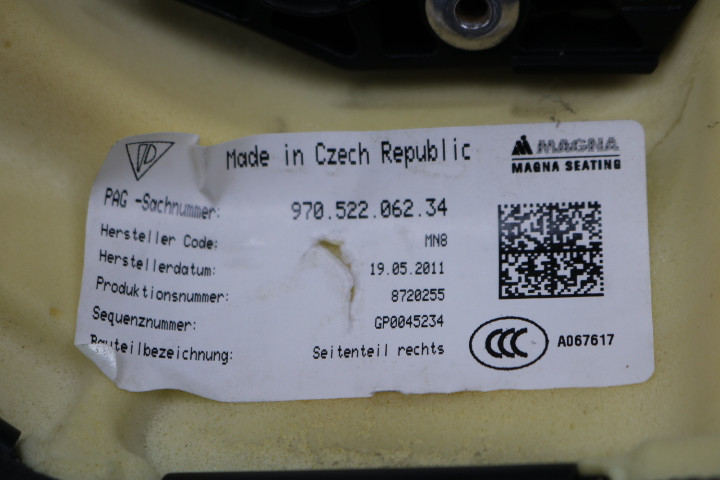 Made in Czech Republic
MAGNA
MAGNA SEATING
PAG -Sachnummer: 970.522.062.34
Hersteller Code: MN8
Herstellerdatum: 19.05.2011
Produktionsnummer: 8720255
Sequenznummer: GP0045234
Bauteilbezeichnung: Seitenteil rechts
CCC A067617